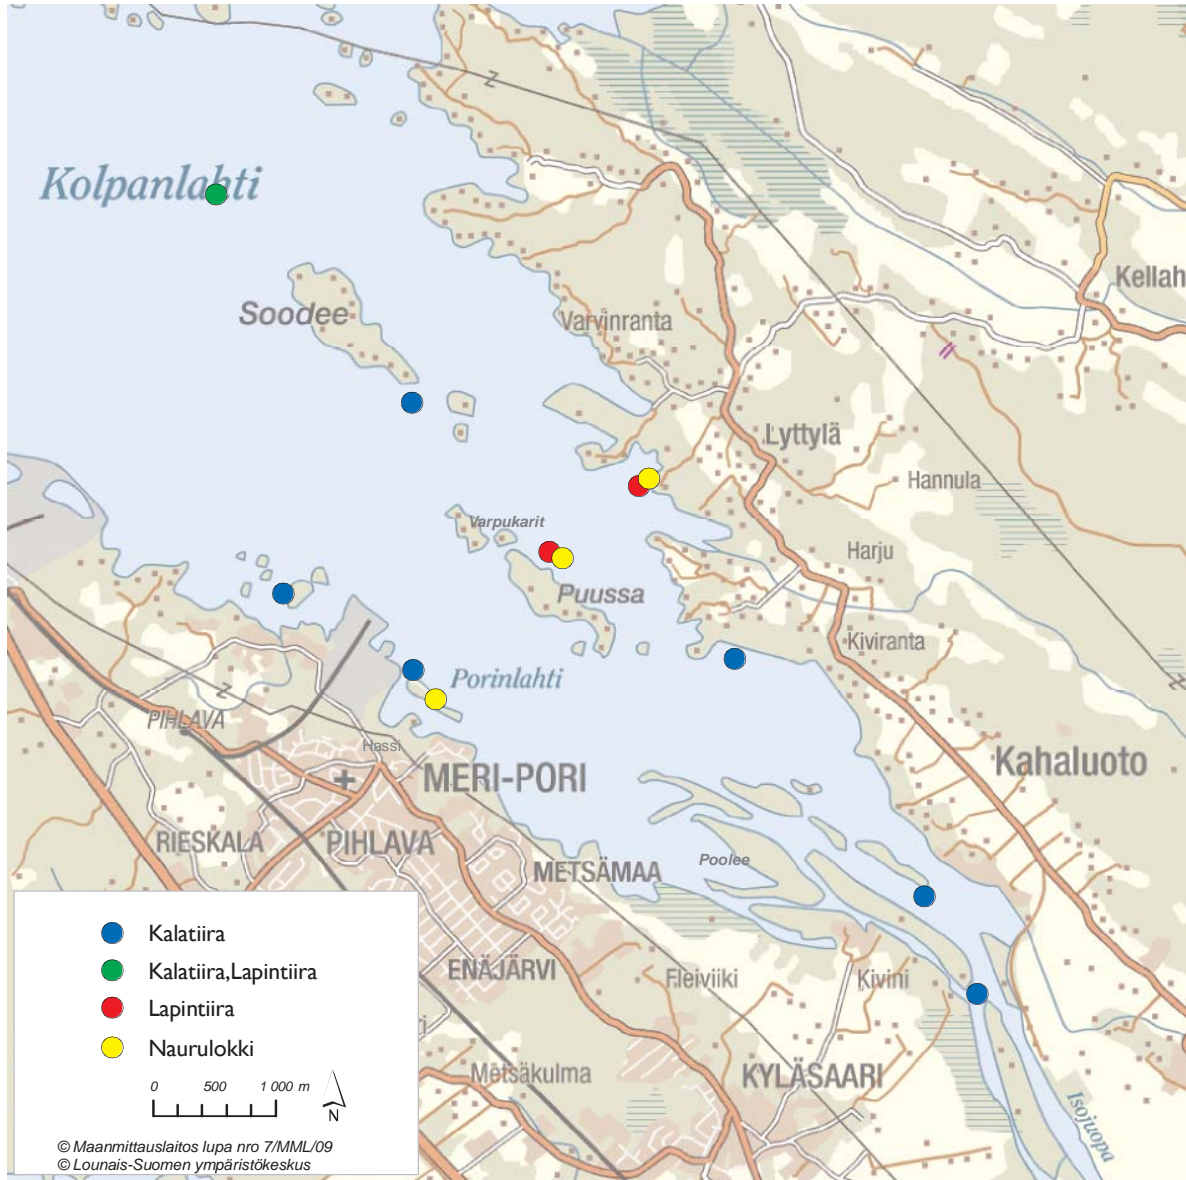 Z
Kolpanlahti
Kellah
Soodee
Varvinranta
Lyttylä
Hannula
Varpukarit
Harju
Puussa
Kiviranta
Porinlahti
Z
Z
PIHLAVA
Hassi
Kahaluoto
MERI-PORI
RIESKALA
PIHLAVA
METSÄMAA
Poolee
Kalatiira
Kalatiira,Lapintiira
Lapintiira
Naurulokki
0 500 1 000 m
N
© Maanmittauslaitos lupa nro 7/MML/09
© Lounais-Suomen ympäristökeskus
ENÄJÄRVI
Fleiviiki
Kivini
ri
Metsäkulma
KYLÄSAARI
Isojuopa